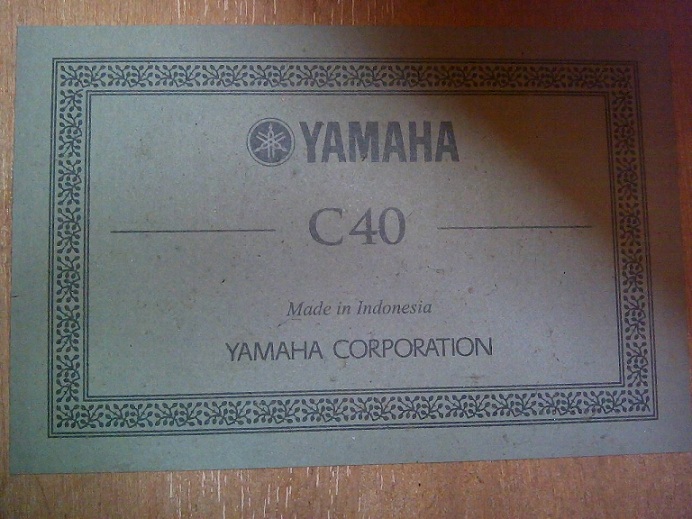 YAMAHA
C40
Made in Indonesia
YAMAHA CORPORATION